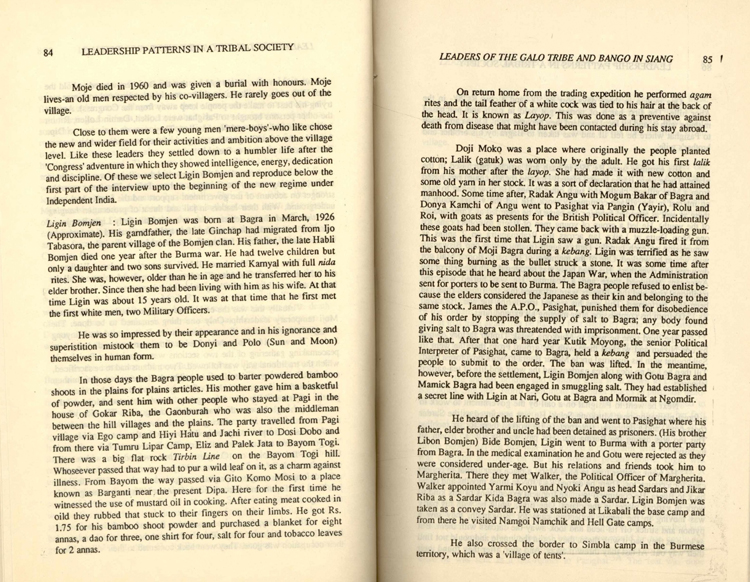 84
LEADERSHIP PATTERNS IN A TRIBAL SOCIETY
Moje died in 1960 and was given a burial with honours. Moje
lives-an old men respected by his co-villagers. He rarely goes out of the
village.
Close to them were a few young men 'mere-boys'-who like chose
the new and wider field for their activities and ambition above the village
level. Like these leaders they settled down to a humbler life after the
'Congress' adventure in which they showed intelligence, energy, dedication
and discipline. Of these we select Ligin Bomjen and reproduce below the
first part of the interview upto the beginning of the new regime under
Independent India.
Ligin Bomjen : Ligin Bomjen was born at Bagra in March, 1926
(Approximate). His garndfather, the late Ginchap had migrated from Ijo
Tabasora, the parent village of the Bomjen clan. His father, the late Habli
Bomjen died one year after the Burma war. He had twelve children but
only a daughter and two sons survived. He married Kamyal with full nida
rites. She was, however, older than he in age and he transferred her to his
elder brother. Since then she had been living with him as his wife. At that
time Ligin was about 15 years old. It was at that time that he first met
the first white men, two Military Officers.
He was so impressed by their appearance and in his ignorance and
superistition mistook them to be Donyi and Polo (Sun and Moon)
themselves in human form.
In those days the Bagra people used to barter powdered bamboo
shoots in the plains for plains articles. His mother gave him a basketful
of powder, and sent him with other people who stayed at Pagi in the
house of Gokar Riba, the Gaonburah who was also the middleman
between the hill villages and the plains. The party travelled from Pagi
village via Ego camp and Hiyi Hatu and Jachi river to Dosi Dobo and
from there via Tumru Lipar Camp, Eliz and Palek Jata to Bayom Togi.
There was a big flat rock Tirbin Line on the Bayom Togi hill.
Whoseever passed that way had to pur a wild leaf on it, as a charm against
illness. From Bayom the way passed via Gito Komo Mosi to a place
known as Barganti near the present Dipa. Here for the first time he
witnessed the use of mustard oil in cooking. After eating meat cooked in
oild they rubbed that stuck to their fingers on their limbs. He got Rs.
1.75 for his bamboo shoot powder and purchased a blanket for eight
annas, a dao for three, one shirt for four, salt for four and tobacco leaves
for 2 annas.
LEADERS OF THE GALO TRIBE AND BANGO IN SIANG
85
On return home from the trading expedition he performed agam
rites and the tail feather of a white cock was tied to his hair at the back of
the head. It is known as Layop. This was done as a preventive against
death from disease that might have been contacted during his stay abroad.
Doji Moko was a place where originally the people planted
cotton; Lalik (gatuk) was worn only by the adult. He got his first lalik
from his mother after the layop. She had made it with new cotton and
some old yarn in her stock. It was a sort of declaration that he had attained
manhood. Some time after, Radak Angu with Mogum Bakar of Bagra and
Donya Kamchi of Angu went to Pasighat via Pangin (Yayir), Rolu and
Roi, with goats as presents for the British Political Officer. Incidentally
these goats had been stollen. They came back with a muzzle-loading gun.
This was the first time that Ligin saw a gun. Radak Angu fired it from
the balcony of Moji Bagra during a kebang. Ligin was terrified as he saw
some thing burning as the bullet struck a stone. It was some time after
this episode that he heard about the Japan War, when the Administration
sent for porters to be sent to Burma. The Bagra people refused to enlist be-
cause the elders considered the Japanese as their kin and belonging to the
same stock. James the A.P.O., Pasighat, punished them for disobedience
of his order by stopping the supply of salt to Bagra; any body found
giving salt to Bagra was threatended with imprisonment. One year passed
like that. After that one hard year Kutik Moyong, the senior Political
Interpreter of Pasighat, came to Bagra, held a kebang and persuaded the
people to submit to the order. The ban was lifted. In the meantime,
however, before the settlement, Ligin Bomjen along with Gotu Bagra and
Mamick Bagra had been engaged in smuggling salt. They had established
a secret line with Ligin at Nari, Gotu at Bagra and Mormik at Ngomdir.
He heard of the lifting of the ban and went to Pasighat where his
father, elder brother and uncle had been detained as prisoners. (His brother
Libon Bomjen) Bide Bomjen, Ligin went to Burma with a porter party
from Bagra. In the medical examination he and Gotu were rejected as they
were considered under-age. But his relations and friends took him to
Margherita. There they met Walker, the Political Officer of Margherita.
Walker appointed Yarmi Koyu and Nyoki Angu as head Sardars and Jikar
Riba as a Sardar Kida Bagra was also made a Sardar. Ligin Bomjen was
taken as a convey Sardar. He was stationed at Likabali the base camp and
from there he visited Namgoi Namchik and Hell Gate camps.
He also crossed the border to Simbla camp in the Burmese
territory, which was a 'village of tents'.